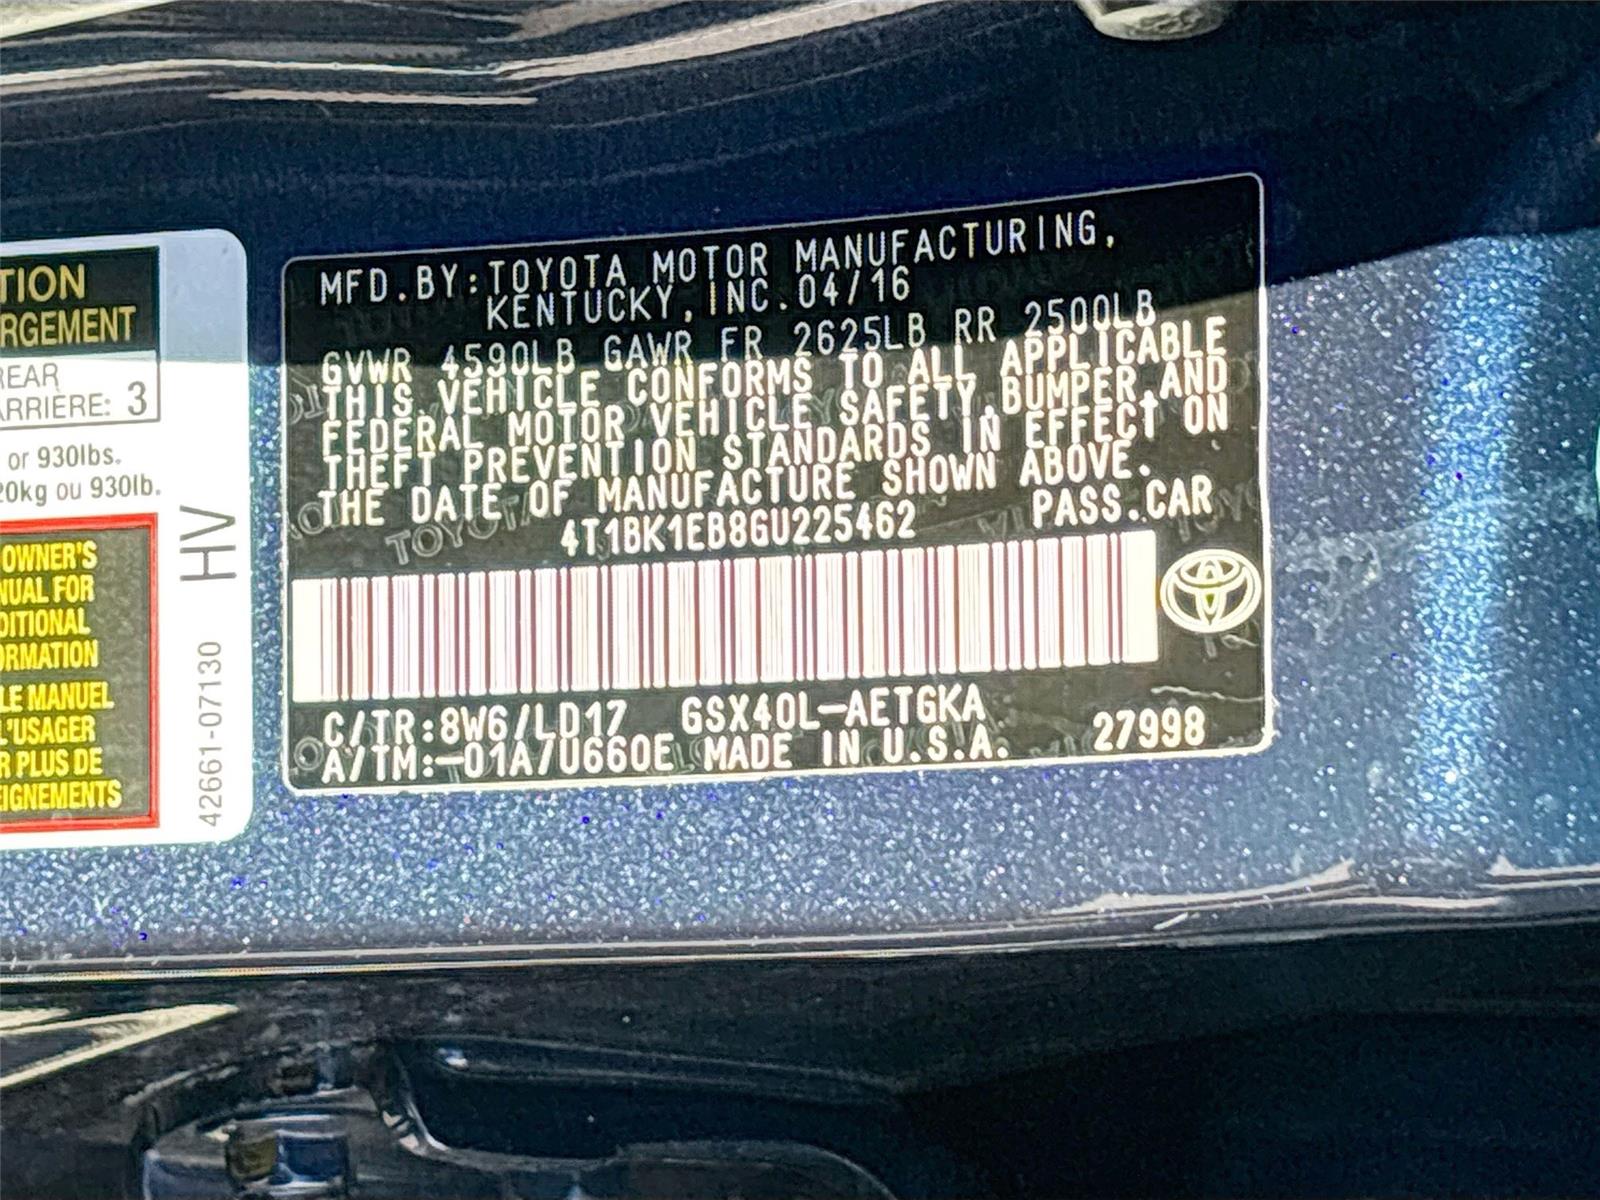 TION
RGEMENT
REAR
ARRIÈRE: 3
or 930lbs.
20kg ou 930lb.
OWNER'S
NUAL FOR
DITIONAL
ORMATION
LE MANUEL
L'USAGER
R PLUS DE
EIGNEMENTS
HV
42661-07130
MFD.BY:TOYOTA MOTOR MANUFACTURING,
KENTUCKY,INC.04/16
GVWR 4590LB GAWR FR 2625LB RR 2500LB
THIS VEHICLE CONFORMS TO ALL APPLICABLE
FEDERAL MOTOR VEHICLE SAFETY,BUMPER,AND
THEFT PREVENTION STANDARDS IN EFFECT ON
THE DATE OF MANUFACTURE SHOWN ABOVE.
4T1BK1EB8GU225462 PASS.CAR
C/TR:8W6/LD17 GSX40L-AETGKA
A/TM:-01A/U660E MADE IN U.S.A. 27998
TOYOTA